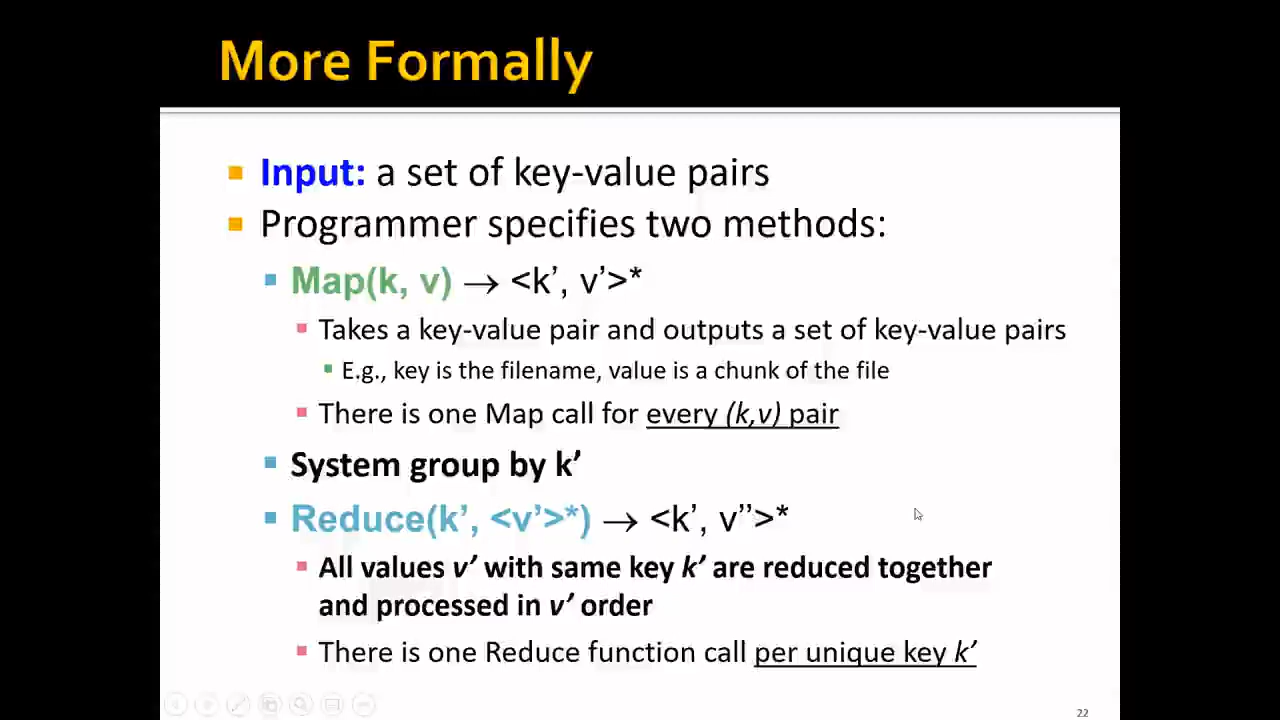 More Formally
Input: a set of key-value pairs
Programmer specifies two methods:
Map(k, v) → <k’, v’>*
Takes a key-value pair and outputs a set of key-value pairs
E.g., key is the filename, value is a chunk of the file
There is one Map call for every (k,v) pair
System group by k’
Reduce(k’, <v’>*) → <k’, v’’>*
All values v’ with same key k’ are reduced together
and processed in v’ order
There is one Reduce function call per unique key k’
22